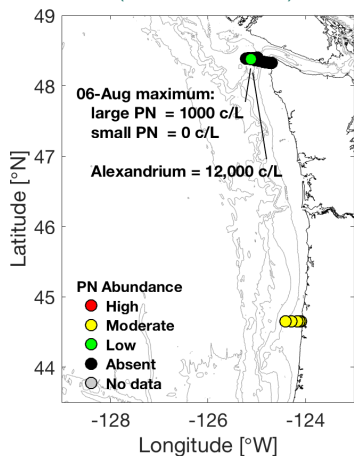 49
48
47
46
45
44
Latitude [°N]
06-Aug maximum:
large PN = 1000 c/L
small PN = 0 c/L
Alexandrium = 12,000 c/L
PN Abundance
High
Moderate
Low
Absent
No data
-128
-126
-124
-122
Longitude [°W]